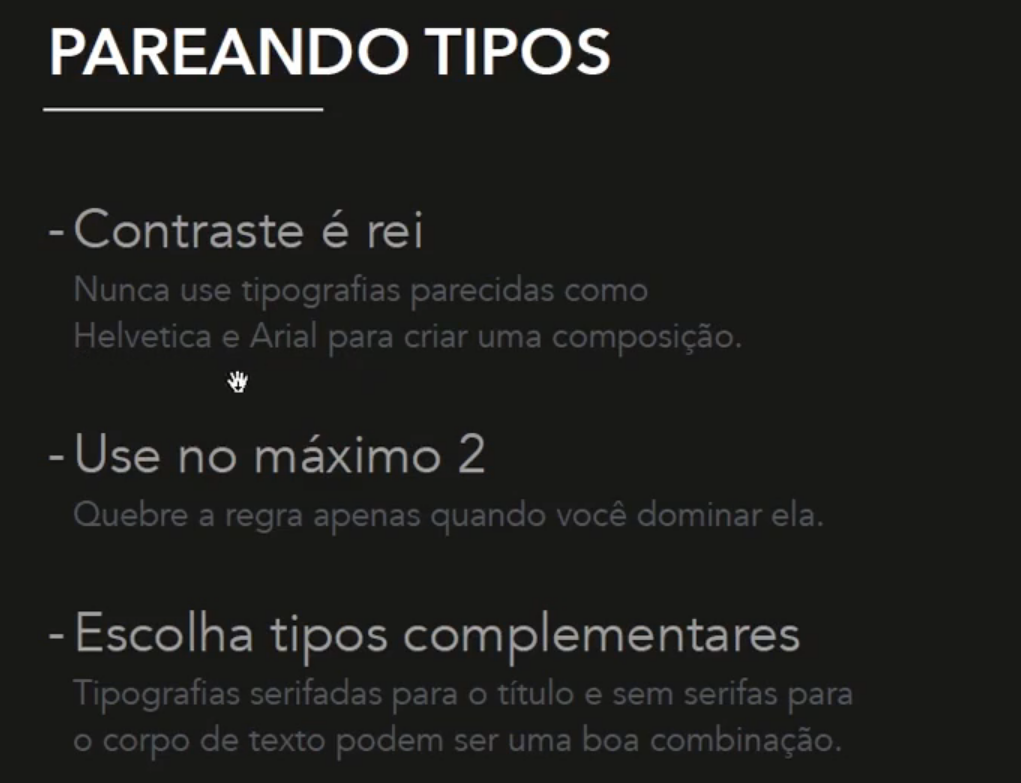 PAREANDO TIPOS
- Contraste é rei
Nunca use tipografias parecidas como
Helvetica e Arial para criar uma composição.
- Use no máximo 2
Quebre a regra apenas quando você dominar ela.
- Escolha tipos complementares
Tipografias serifadas para o título e sem serifas para
o corpo de texto podem ser uma boa combinação.